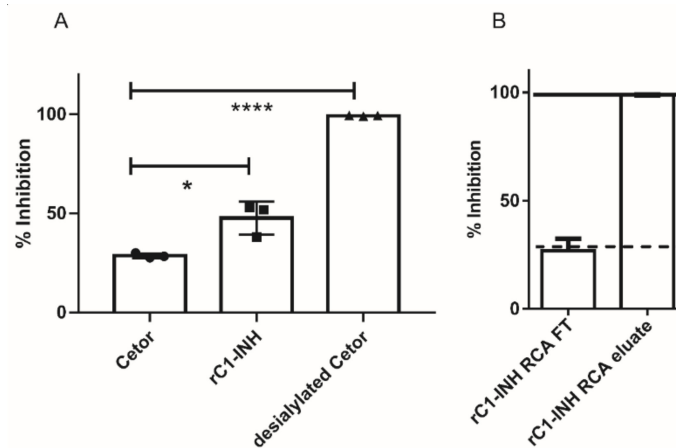 A
B
% Inhibition
100
50
0
****
*
Cetor
rC1-INH
desialylated Cetor
% Inhibition
100
50
0
rC1-INH RCA FT
rC1-INH RCA eluate